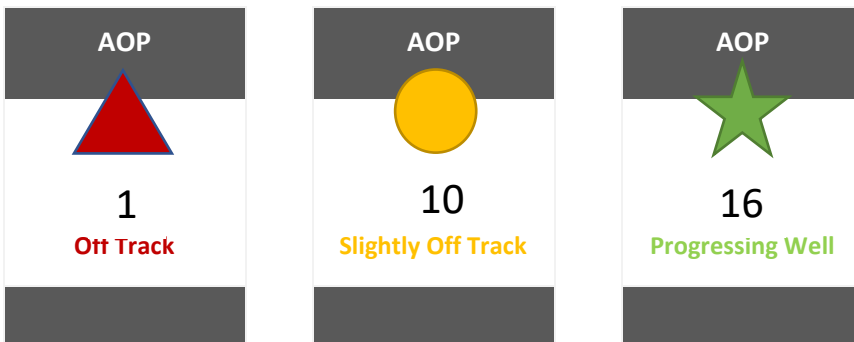 AOP
1
Off Track
AOP
10
Slightly Off Track
AOP
16
Progressing Well